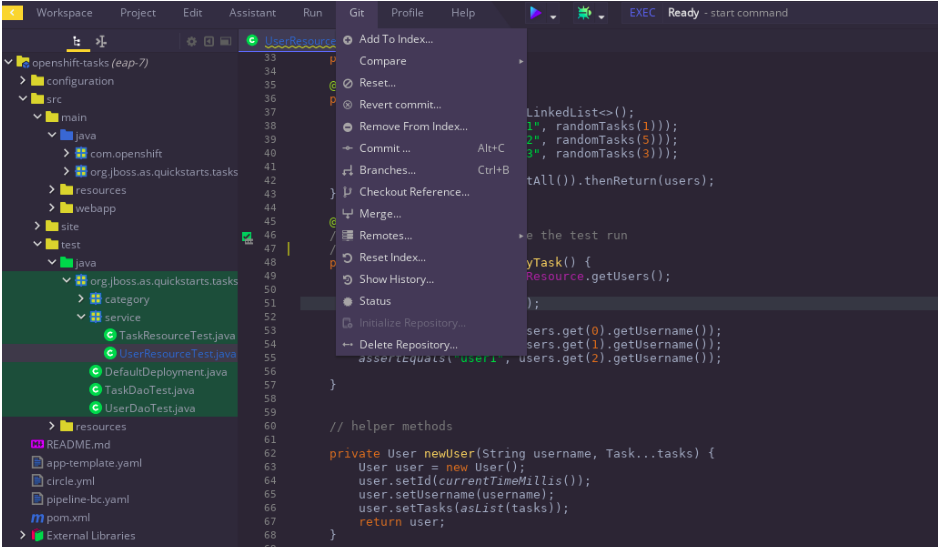 Workspace Project Edit Assistant Run Git Profile Help EXEC Ready - start command
UserResource
openshift-tasks (eap-7)
configuration
src
main
java
com.openshift
org.jboss.as.quickstarts.tasks
resources
webapp
site
test
java
org.jboss.as.quickstarts.tasks
category
service
TaskResourceTest.java
UserResourceTest.java
DefaultDeployment.java
TaskDaoTest.java
UserDaoTest.java
resources
README.md
app-template.yaml
circle.yml
pipeline-bc.yaml
pom.xml
External Libraries
Add To Index...
Compare
Reset...
Revert commit...
Remove From Index...
Commit ... Alt+C
Branches... Ctrl+B
Checkout Reference...
Merge...
Remotes...
Reset Index...
Show History...
Status
Initialize Repository...
Delete Repository...
33 p
34
35 @
36 p
37 LinkedList<>();
38 1", randomTasks(1)));
39 2", randomTasks(5)));
40 3", randomTasks(3)));
41
42 tAll()).thenReturn(users);
43 }
44
45 @
46 / e the test run
47 /
48 p yTask() {
49 Resource.getUsers();
50
51 );
52
53 sers.get(0).getUsername());
54 sers.get(1).getUsername());
55 assertEquals("user1", users.get(2).getUsername());
56
57 }
58
59
60 // helper methods
61
62 private User newUser(String username, Task...tasks) {
63 User user = new User();
64 user.setId(currentTimeMillis());
65 user.setUsername(username);
66 user.setTasks(asList(tasks));
67 return user;
68 }